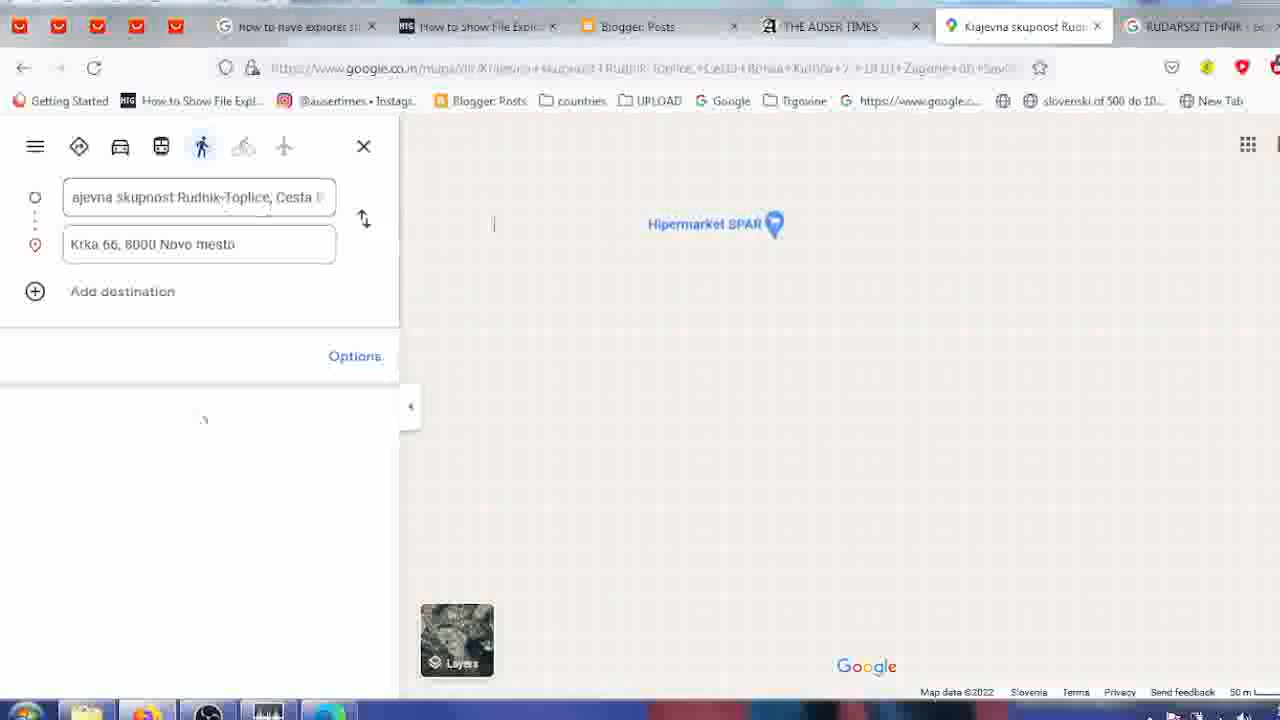 How to Show File Explo
Blogger: Posts
THE AUSER TIMES
Krajevna skupnost Rudn
RUDARSKI TEHNIK
Getting Started
How to Show File Expl...
@ausertimes • Instag...
Blogger: Posts
countries
UPLOAD
Google
Trgovine
https://www.google.c...
slovenski of 500 do 10...
New Tab
ajevna skupnost Rudnik-Toplice, Cesta
Krka 66, 8000 Novo mesto
Add destination
Options
Hipermarket SPAR
Layers
Google
Map data ©2022 Slovenia Terms Privacy Send feedback 50 m